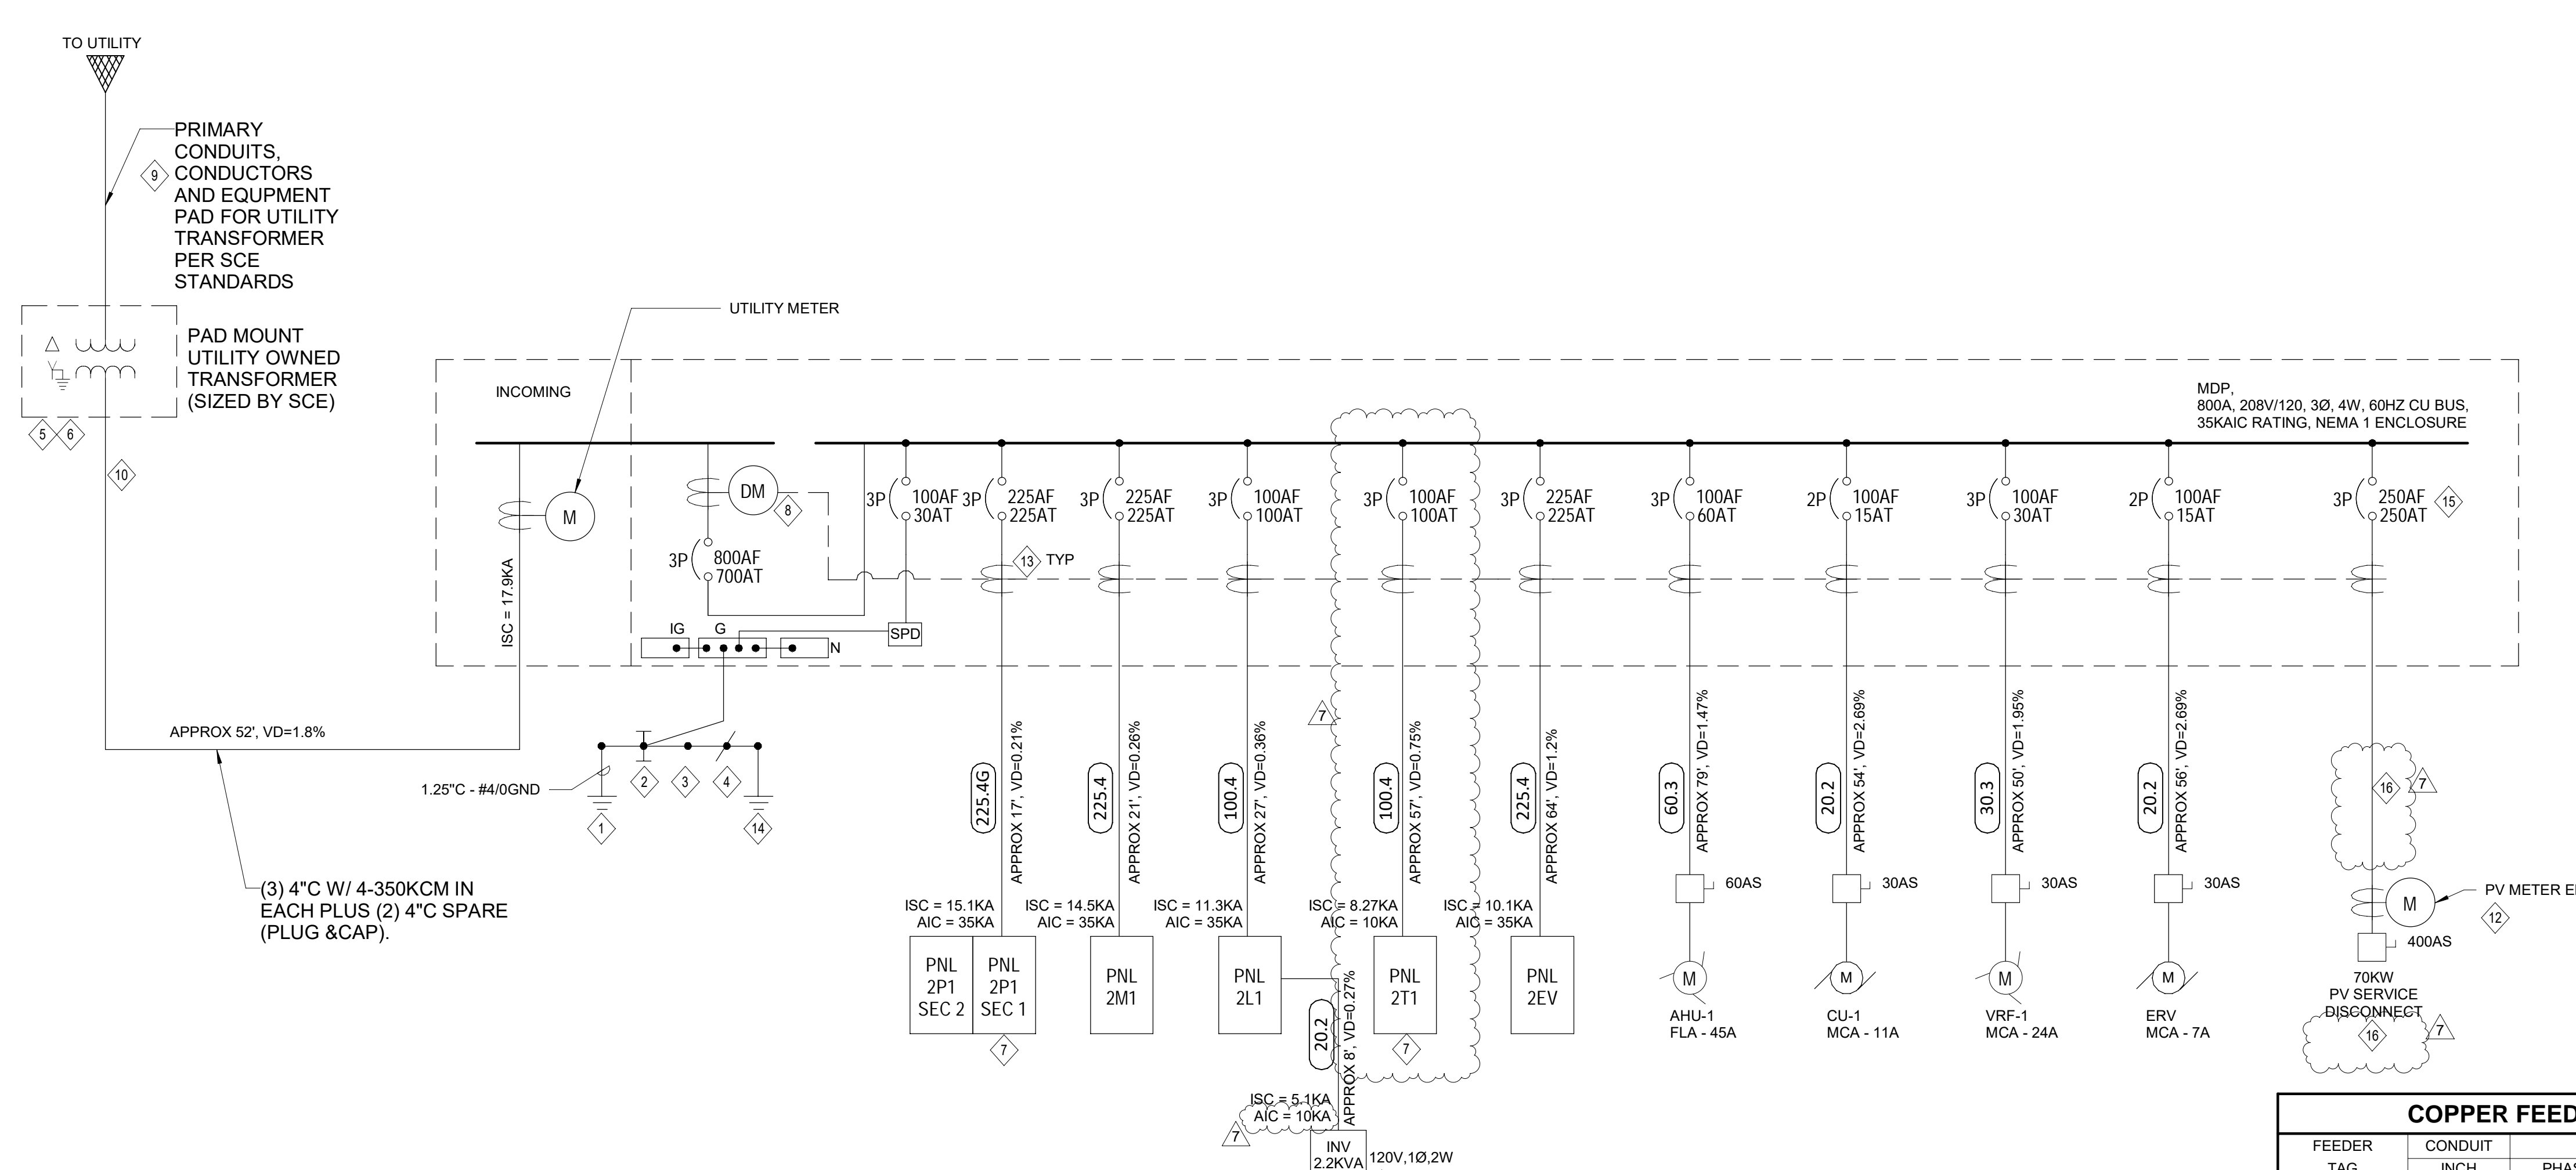 TO UTILITY
PRIMARY
CONDUITS,
CONDUCTORS
AND EQUPMENT
PAD FOR UTILITY
TRANSFORMER
PER SCE
STANDARDS
9
PAD MOUNT
UTILITY OWNED
TRANSFORMER
(SIZED BY SCE)
5
6
10
APPROX 52', VD=1.8%
(3) 4"C W/ 4-350KCM IN
EACH PLUS (2) 4"C SPARE
(PLUG &CAP).
UTILITY METER
INCOMING
M
ISC = 17.9KA
DM
8
3P
800AF
700AT
IG
G
N
SPD
1.25"C - #4/0GND
1
2
3
4
14
MDP,
800A, 208V/120, 3Ø, 4W, 60HZ CU BUS,
35KAIC RATING, NEMA 1 ENCLOSURE
3P
100AF
30AT
3P
225AF
225AT
13
TYP
225.4G
APPROX 17', VD=0.21%
ISC = 15.1KA
AIC = 35KA
PNL
2P1
SEC 2
PNL
2P1
SEC 1
7
3P
225AF
225AT
225.4
APPROX 21', VD=0.26%
ISC = 14.5KA
AIC = 35KA
PNL
2M1
3P
100AF
100AT
100.4
APPROX 27', VD=0.36%
ISC = 11.3KA
AIC = 35KA
PNL
2L1
20.2
APPROX 8', VD=0.27%
ISC = 5.1KA
AIC = 10KA
7
INV
2.2KVA
120V,1Ø,2W
3P
100AF
100AT
7
100.4
APPROX 57', VD=0.75%
ISC = 8.27KA
AIC = 10KA
PNL
2T1
7
3P
225AF
225AT
225.4
APPROX 64', VD=1.2%
ISC = 10.1KA
AIC = 35KA
PNL
2EV
3P
100AF
60AT
60.3
APPROX 79', VD=1.47%
60AS
M
AHU-1
FLA - 45A
2P
100AF
15AT
20.2
APPROX 54', VD=2.69%
30AS
M
CU-1
MCA - 11A
3P
100AF
30AT
30.3
APPROX 50', VD=1.95%
30AS
M
VRF-1
MCA - 24A
2P
100AF
15AT
20.2
APPROX 56', VD=2.69%
30AS
M
ERV
MCA - 7A
3P
250AF
250AT
15
16
7
M
PV METER
12
400AS
70KW
PV SERVICE
DISCONNECT
16
7
COPPER
FEEDER
CONDUIT
TAG
INCH